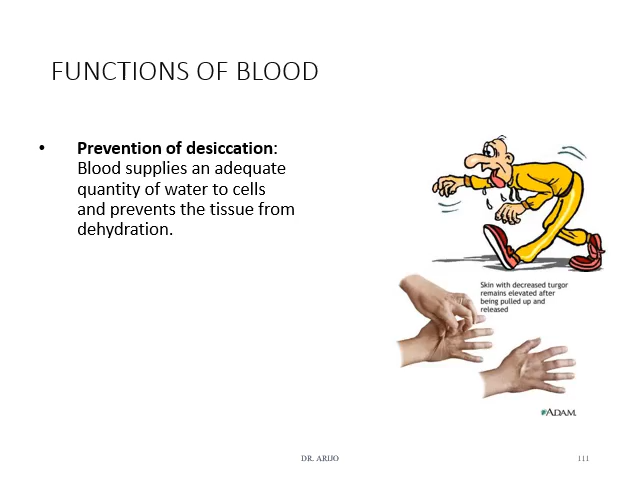 FUNCTIONS OF BLOOD
• Prevention of desiccation:
Blood supplies an adequate
quantity of water to cells
and prevents the tissue from
dehydration.
Skin with decreased turgor
remains elevated after
being pulled up and
released
ADAM.
DR. ARIJO
111